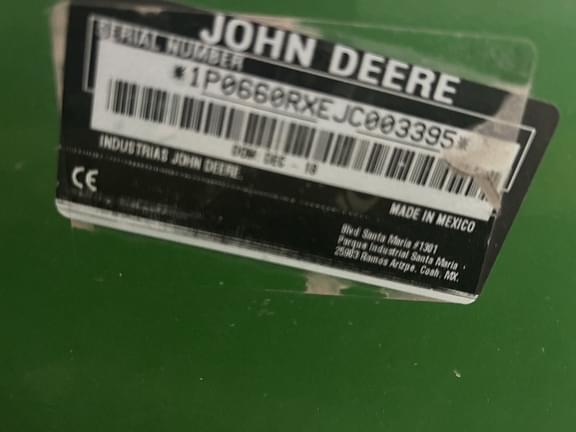 JOHN DEERE
SERIAL NUMBER
*1P0660RXEJC003395*
DOM DEC - 18
INDUSTRIAS JOHN DEERE
CE
MADE IN MEXICO
Blvd Santa Maria #1301
Parque Industrial Santa Maria
25903 Ramos Arizpe, Coah, MX.